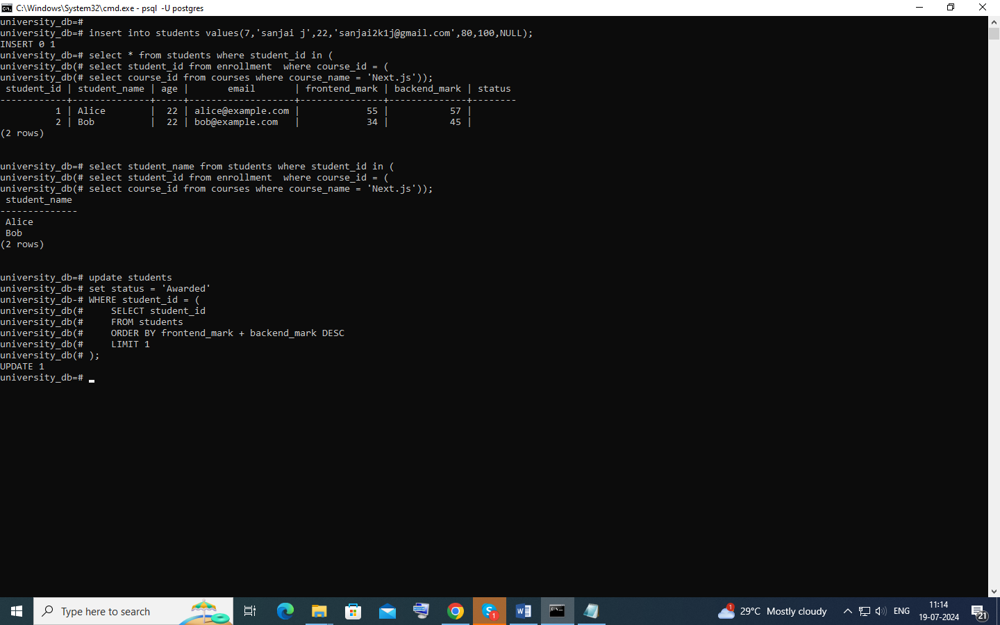 C:\Windows\System32\cmd.exe - psql  -U postgres
university_db=#
university_db=# insert into students values(7,'sanjai j',22,'sanjai2k1j@gmail.com',80,100,NULL);
INSERT 0 1
university_db=# select * from students where student_id in (
university_db(# select student_id from enrollment  where course_id = (
university_db(# select course_id from courses where course_name = 'Next.js'));
 student_id | student_name | age |       email       | frontend_mark | backend_mark | status
------------+--------------+-----+-------------------+---------------+--------------+--------
          1 | Alice        |  22 | alice@example.com |            55 |           57 |
          2 | Bob          |  22 | bob@example.com   |            34 |           45 |
(2 rows)
university_db=# select student_name from students where student_id in (
university_db(# select student_id from enrollment  where course_id = (
university_db(# select course_id from courses where course_name = 'Next.js'));
 student_name
--------------
 Alice
 Bob
(2 rows)
university_db=# update students
university_db-# set status = 'Awarded'
university_db-# WHERE student_id = (
university_db(#     SELECT student_id
university_db(#     FROM students
university_db(#     ORDER BY frontend_mark + backend_mark DESC
university_db(#     LIMIT 1
university_db(# );
UPDATE 1
university_db=#
Type here to search
1
W
1
29°C Mostly cloudy
ENG
11:14
19-07-2024
21